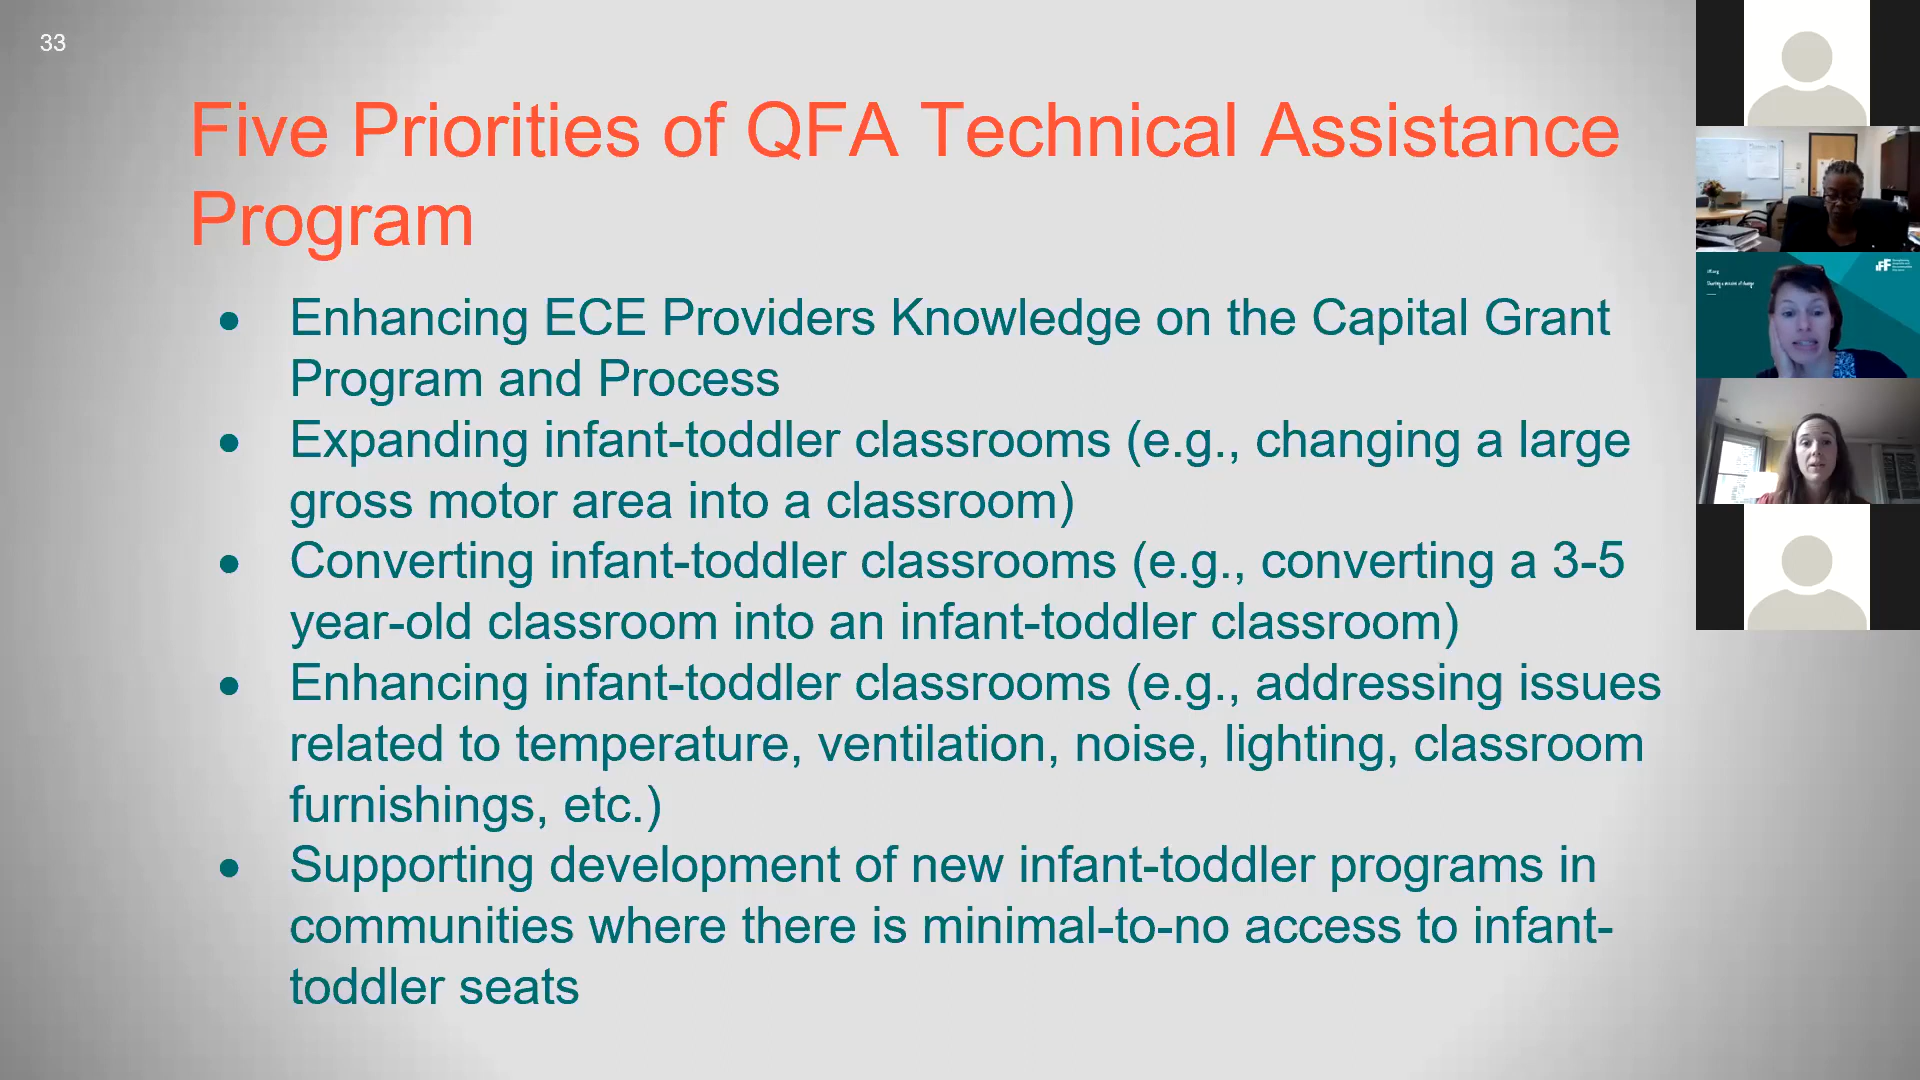 33
Five Priorities of QFA Technical Assistance
Program
● Enhancing ECE Providers Knowledge on the Capital Grant
Program and Process
● Expanding infant-toddler classrooms (e.g., changing a large
gross motor area into a classroom)
● Converting infant-toddler classrooms (e.g., converting a 3-5
year-old classroom into an infant-toddler classroom)
● Enhancing infant-toddler classrooms (e.g., addressing issues
related to temperature, ventilation, noise, lighting, classroom
furnishings, etc.)
● Supporting development of new infant-toddler programs in
communities where there is minimal-to-no access to infant-
toddler seats
IFF